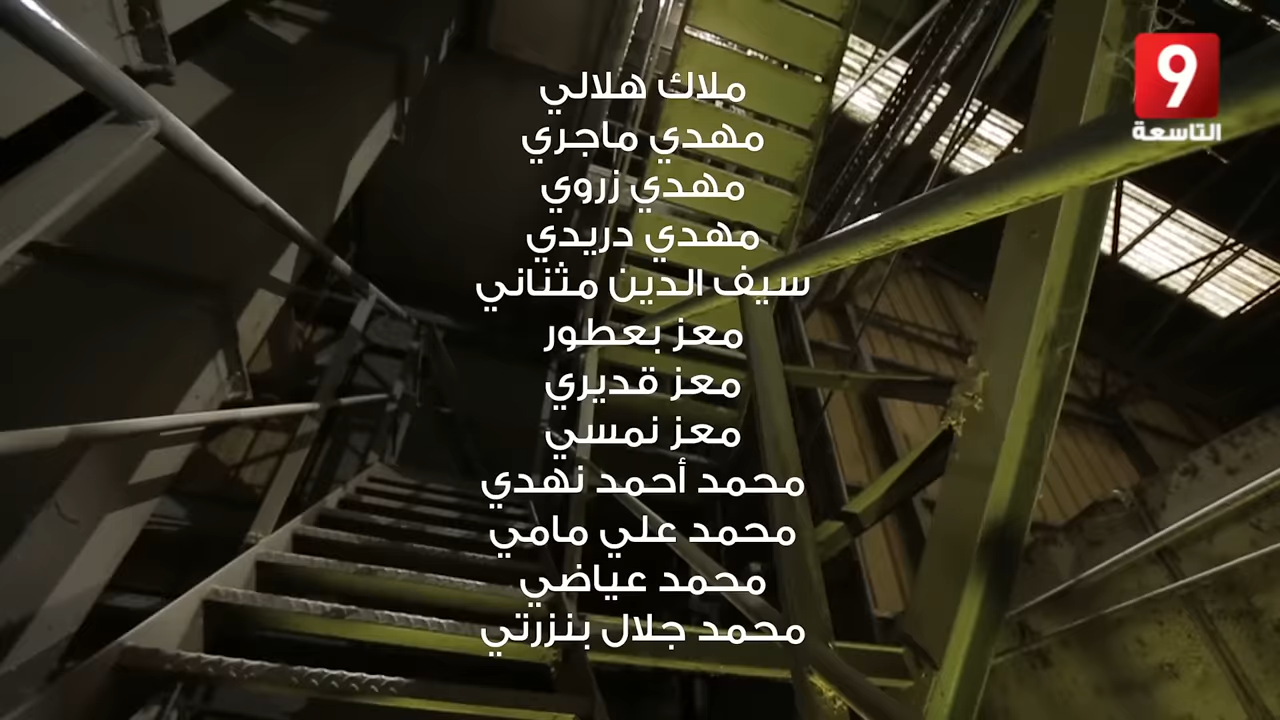 9
التاسعة
ملاك هلالي
مهدي ماجري
مهدي زروي
مهدي دريدي
سيف الدين مثناني
معز بعطور
معز قديري
معز نمسي
محمد أحمد نهدي
محمد علي مامي
محمد عياضي
محمد جلال بنزرتي